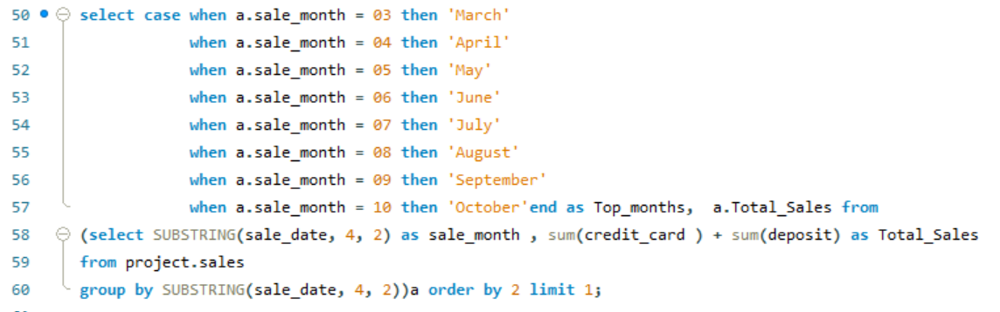 50 select case when a.sale_month = 03 then 'March'
51 when a.sale_month = 04 then 'April'
52 when a.sale_month = 05 then 'May'
53 when a.sale_month = 06 then 'June'
54 when a.sale_month = 07 then 'July'
55 when a.sale_month = 08 then 'August'
56 when a.sale_month = 09 then 'September'
57 when a.sale_month = 10 then 'October'end as Top_months, a.Total_Sales from
58 (select SUBSTRING(sale_date, 4, 2) as sale_month , sum(credit_card ) + sum(deposit) as Total_Sales
59 from project.sales
60 group by SUBSTRING(sale_date, 4, 2))a order by 2 limit 1;